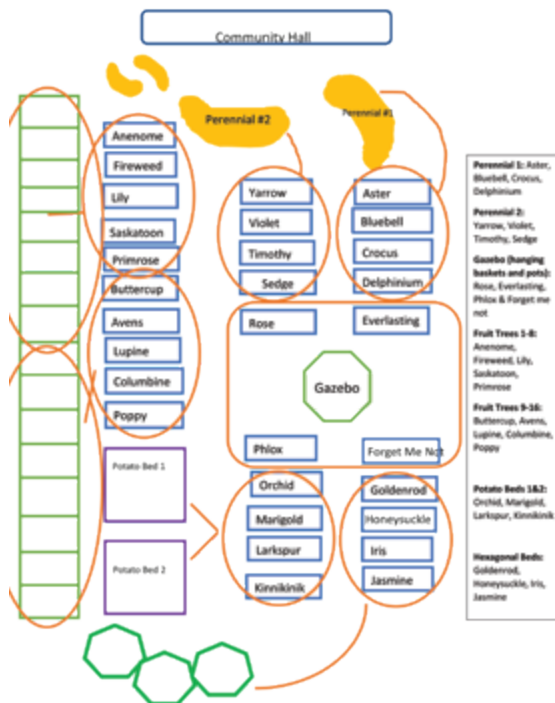 Community Hall
Perennial #2
Perennial #1
Anenome
Fireweed
Lily
Saskatoon
Primrose
Buttercup
Avens
Lupine
Columbine
Poppy
Yarrow
Violet
Timothy
Sedge
Aster
Bluebell
Crocus
Delphinium
Rose
Everlasting
Gazebo
Phlox
Forget Me Not
Potato Bed 1
Potato Bed 2
Orchid
Marigold
Larkspur
Kinnikinik
Goldenrod
Honeysuckle
Iris
Jasmine
Perennial 1: Aster,
Bluebell, Crocus,
Delphinium
Perennial 2:
Yarrow, Violet,
Timothy, Sedge
Gazebo (hanging
baskets and pots):
Rose, Everlasting,
Phlox & Forget me
not
Fruit Trees 1-8:
Anenome,
Fireweed, Lily,
Saskatoon,
Primrose
Fruit Trees 9-16:
Buttercup, Avens,
Lupine, Columbine,
Poppy
Potato Beds 1&2:
Orchid, Marigold,
Larkspur, Kinnikinik
Hexagonal Beds:
Goldenrod,
Honeysuckle, Iris,
Jasmine